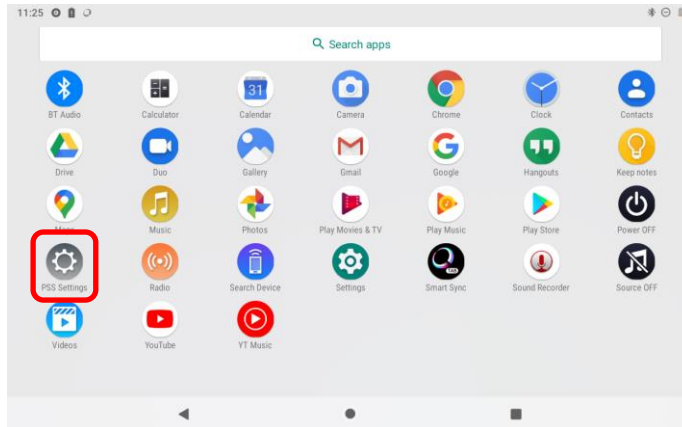 11:25
Search apps
31
BT Audio Calculator Calendar Camera Chrome Clock Contacts
Drive Duo Gallery Gmail Google Hangouts Keep notes
Maps Music Photos Play Movies & TV Play Music Play Store Power OFF
PSS Settings Radio Search Device Settings Smart Sync Sound Recorder Source OFF
Videos YouTube YT Music